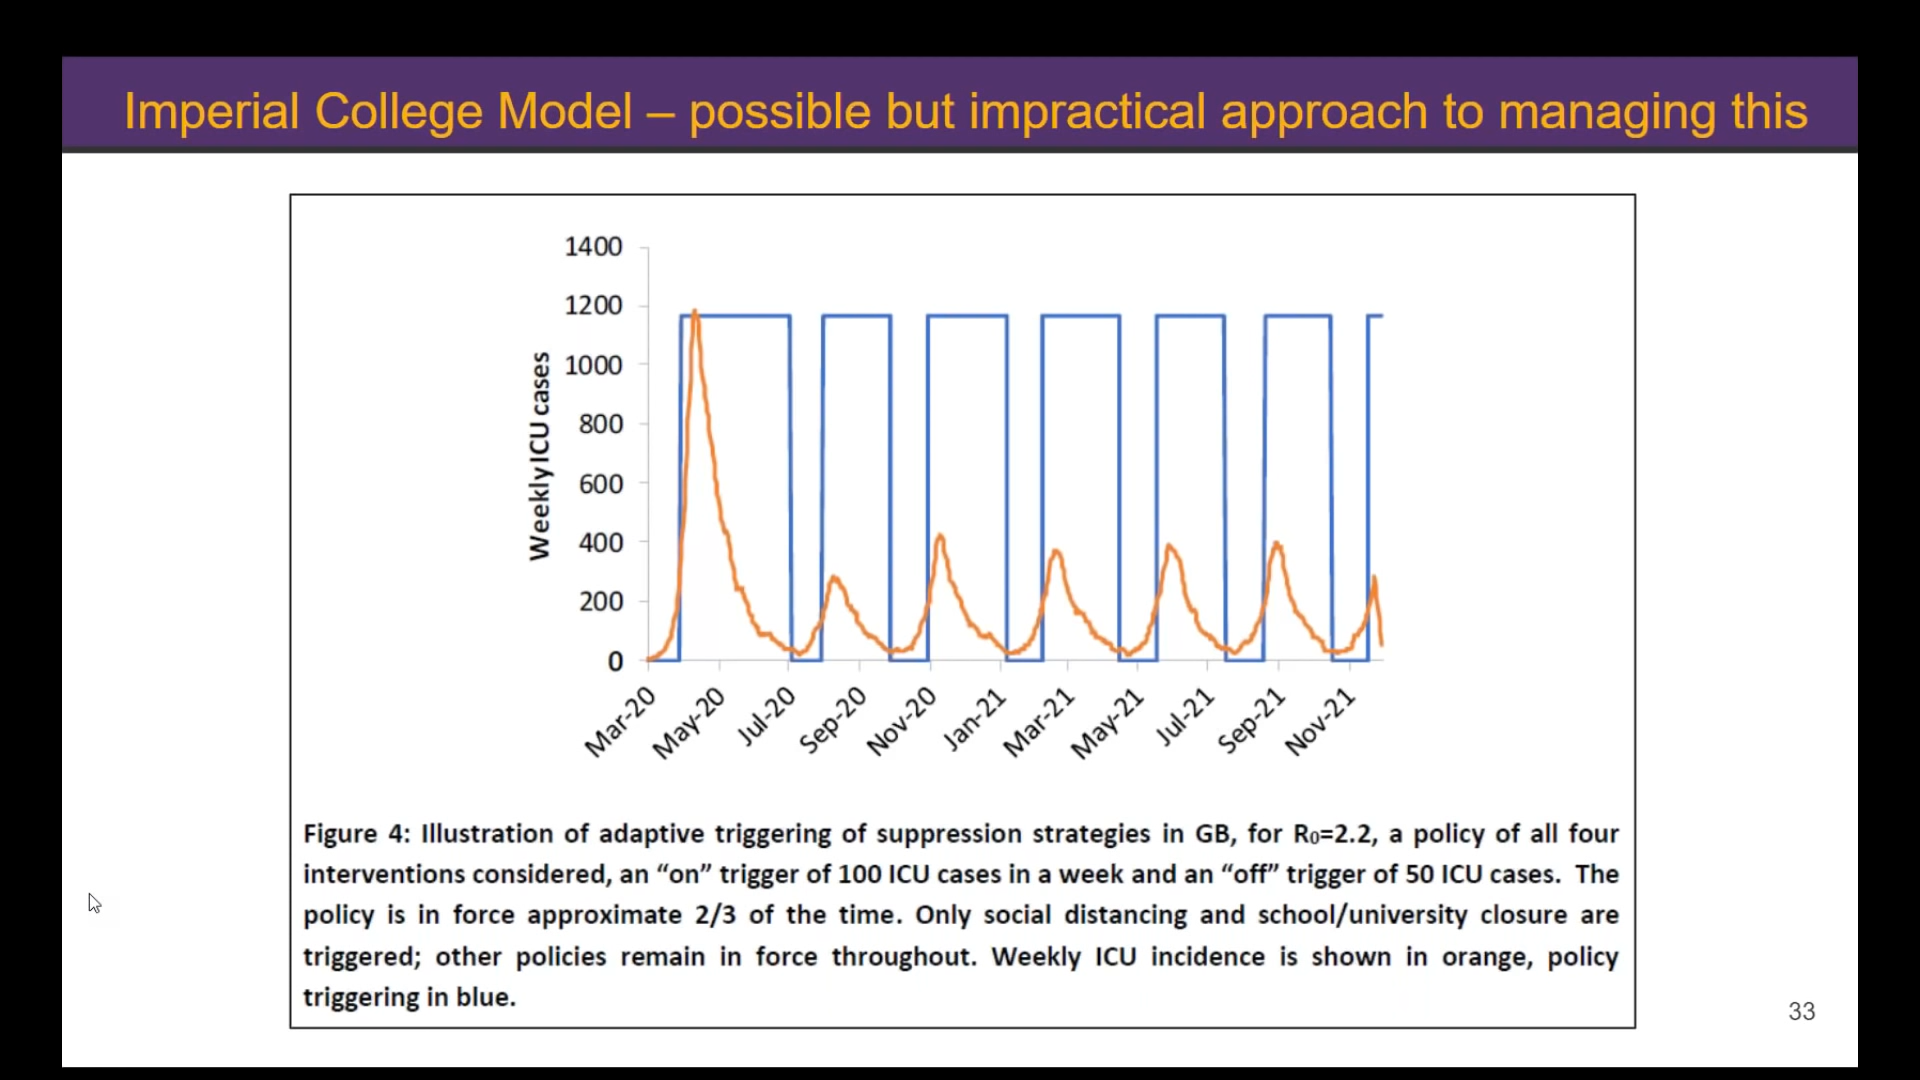 Imperial College Model – possible but impractical approach to managing this
1400
1200
1000
800
600
400
200
0
Weekly ICU cases
Mar-20
May-20
Jul-20
Sep-20
Nov-20
Jan-21
Mar-21
May-21
Jul-21
Sep-21
Nov-21
Figure 4: Illustration of adaptive triggering of suppression strategies in GB, for R₀=2.2, a policy of all four
interventions considered, an “on” trigger of 100 ICU cases in a week and an “off” trigger of 50 ICU cases. The
policy is in force approximate 2/3 of the time. Only social distancing and school/university closure are
triggered; other policies remain in force throughout. Weekly ICU incidence is shown in orange, policy
triggering in blue.
33